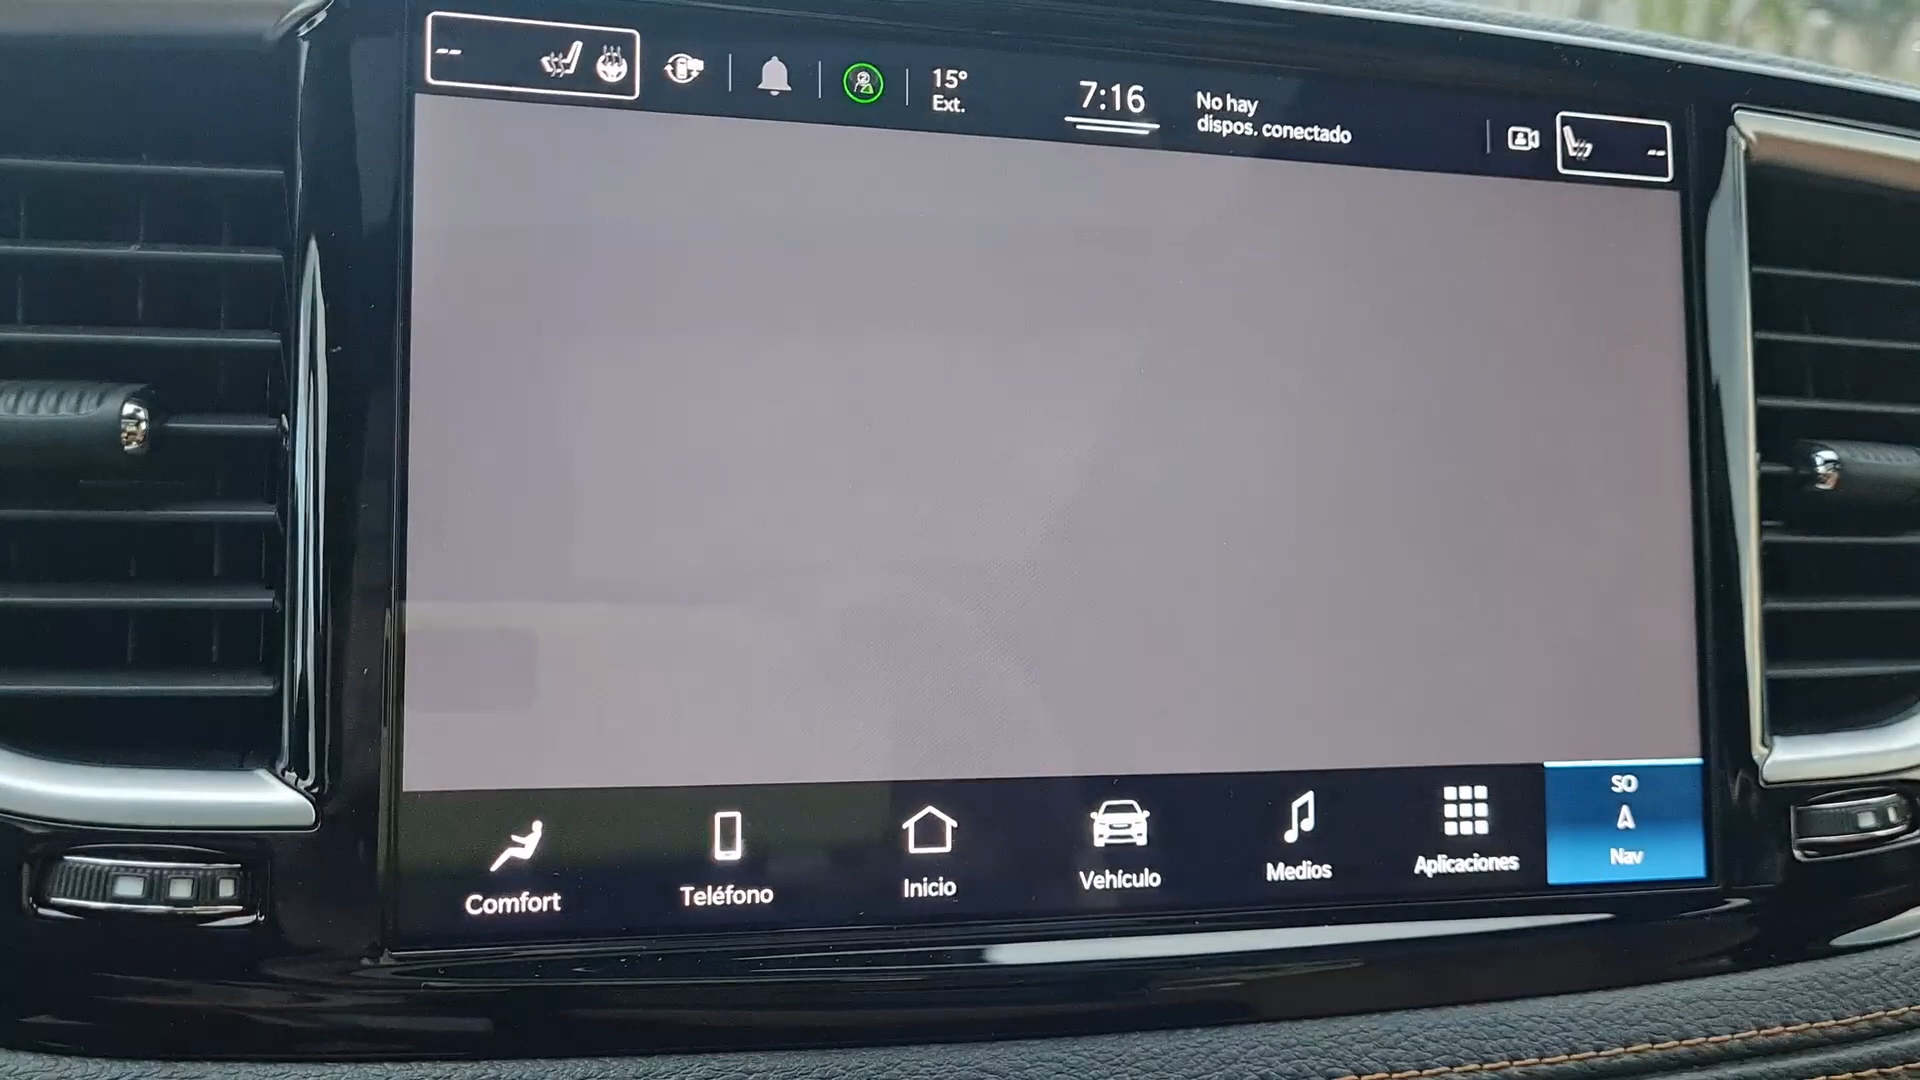 --
15°
Ext.
7:16
No hay
dispos. conectado
--
Comfort
Teléfono
Inicio
Vehículo
Medios
Aplicaciones
SO
Nav